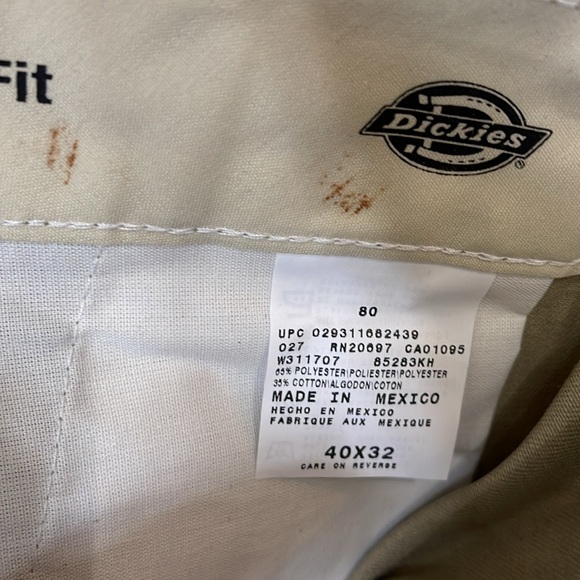 Fit
Dickies
®
80
UPC 029311662439
027 RN20697 CA01095
W311707 85283KH
65% POLYESTER|POLIESTER|POLYESTER
35% COTTON|ALGODON|COTON
MADE IN MEXICO
HECHO EN MEXICO
FABRIQUE AUX MEXIQUE
40X32
CARE ON REVERSE